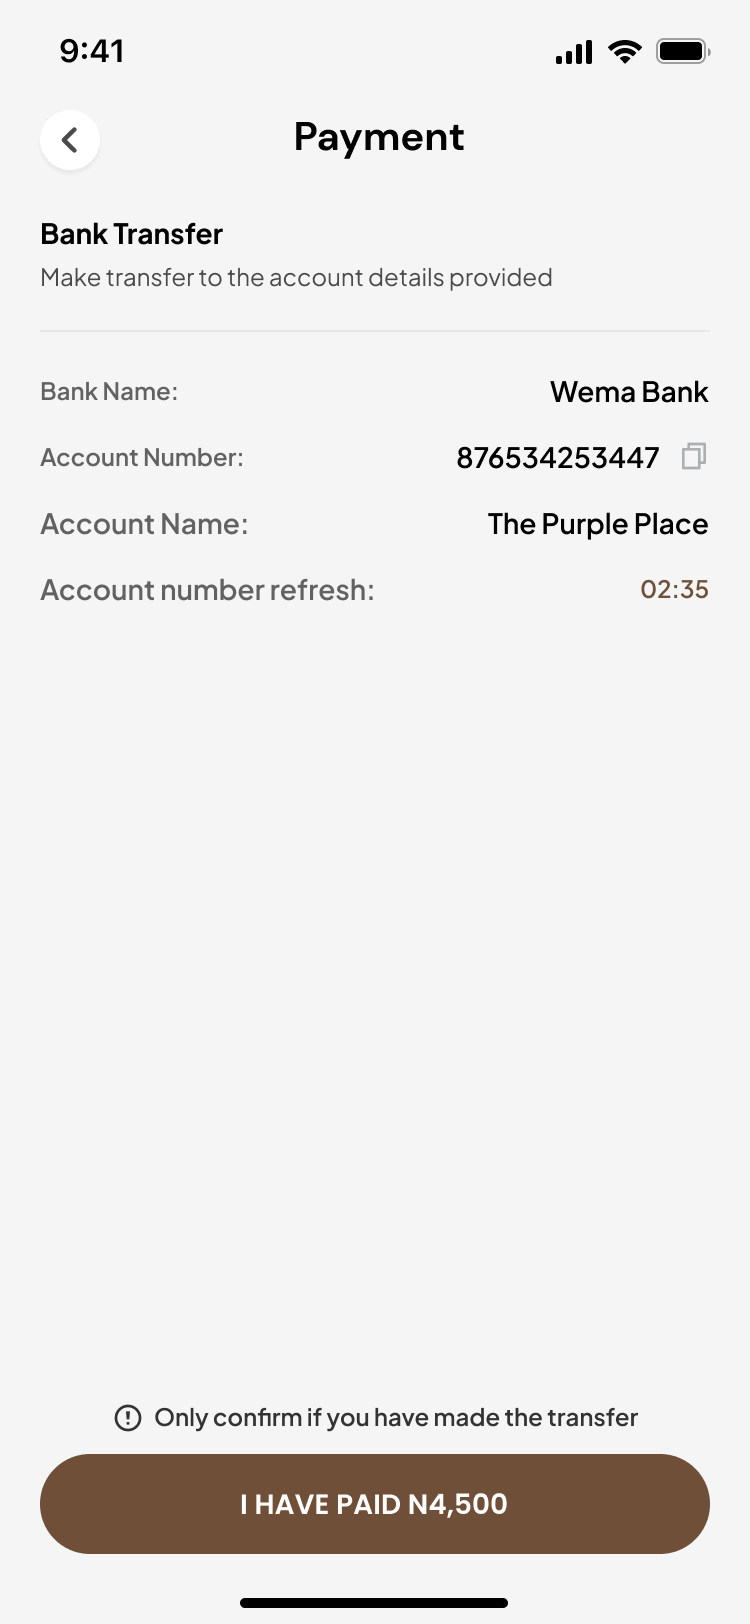 9:41
Payment
Bank Transfer
Make transfer to the account details provided
Bank Name: Wema Bank
Account Number: 876534253447
Account Name: The Purple Place
Account number refresh: 02:35
Only confirm if you have made the transfer
I HAVE PAID N4,500